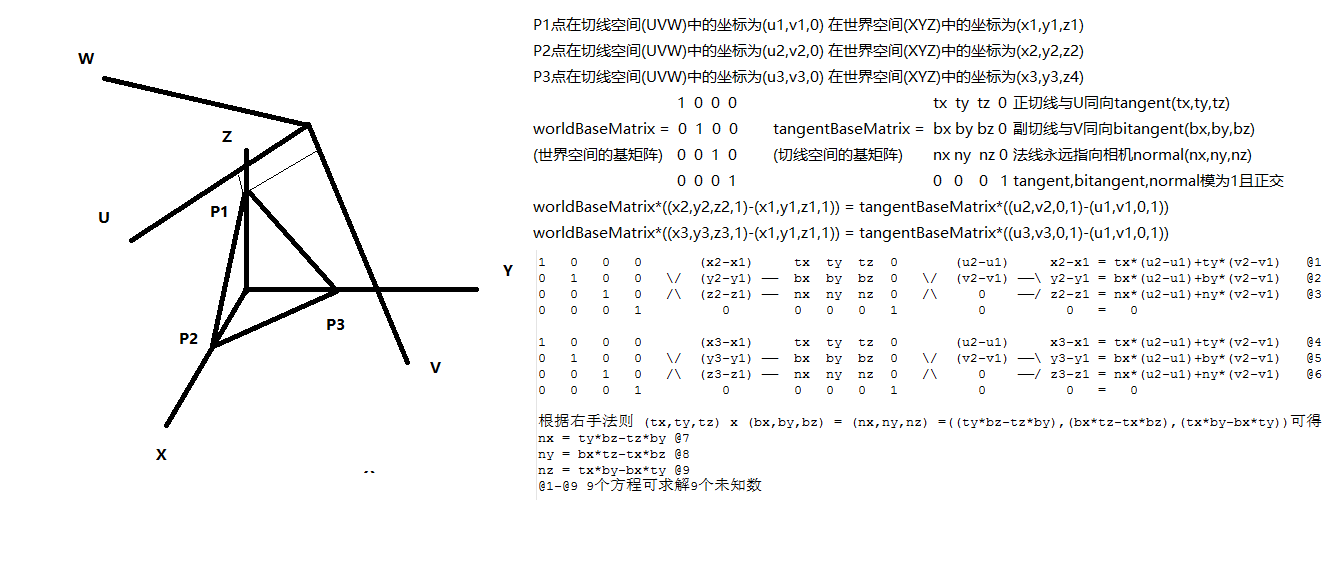 W
Z
P1
U
Y
P2
P3
V
X
P1点在切线空间(UVW)中的坐标为(u1,v1,0) 在世界空间(XYZ)中的坐标为(x1,y1,z1)
P2点在切线空间(UVW)中的坐标为(u2,v2,0) 在世界空间(XYZ)中的坐标为(x2,y2,z2)
P3点在切线空间(UVW)中的坐标为(u3,v3,0) 在世界空间(XYZ)中的坐标为(x3,y3,z4)
1 0 0 0 tx ty tz 0 正切线与U同向tangent(tx,ty,tz)
worldBaseMatrix = 0 1 0 0 tangentBaseMatrix = bx by bz 0 副切线与V同向bitangent(bx,by,bz)
(世界空间的基矩阵) 0 0 1 0 (切线空间的基矩阵) nx ny nz 0 法线永远指向相机normal(nx,ny,nz)
0 0 0 1 0 0 0 1 tangent,bitangent,normal模为1且正交
worldBaseMatrix*((x2,y2,z2,1)-(x1,y1,z1,1)) = tangentBaseMatrix*((u2,v2,0,1)-(u1,v1,0,1))
worldBaseMatrix*((x3,y3,z3,1)-(x1,y1,z1,1)) = tangentBaseMatrix*((u3,v3,0,1)-(u1,v1,0,1))
1 0 0 0 (x2-x1) tx ty tz 0 (u2-u1) x2-x1 = tx*(u2-u1)+ty*(v2-v1) @1
0 1 0 0 \/ (y2-y1) —— bx by bz 0 \/ (v2-v1) ——\ y2-y1 = bx*(u2-u1)+by*(v2-v1) @2
0 0 1 0 /\ (z2-z1) —— nx ny nz 0 /\ 0 ——/ z2-z1 = nx*(u2-u1)+ny*(v2-v1) @3
0 0 0 1 0 0 0 0 1 0 0 = 0
1 0 0 0 (x3-x1) tx ty tz 0 (u2-u1) x3-x1 = tx*(u2-u1)+ty*(v2-v1) @4
0 1 0 0 \/ (y3-y1) —— bx by bz 0 \/ (v2-v1) ——\ y3-y1 = bx*(u2-u1)+by*(v2-v1) @5
0 0 1 0 /\ (z3-z1) —— nx ny nz 0 /\ 0 ——/ z3-z1 = nx*(u2-u1)+ny*(v2-v1) @6
0 0 0 1 0 0 0 0 1 0 0 = 0
根据右手法则 (tx,ty,tz) x (bx,by,bz) = (nx,ny,nz) =((ty*bz-tz*by),(bx*tz-tx*bz),(tx*by-bx*ty))可得
nx = ty*bz-tz*by @7
ny = bx*tz-tx*bz @8
nz = tx*by-bx*ty @9
@1-@9 9个方程可求解9个未知数